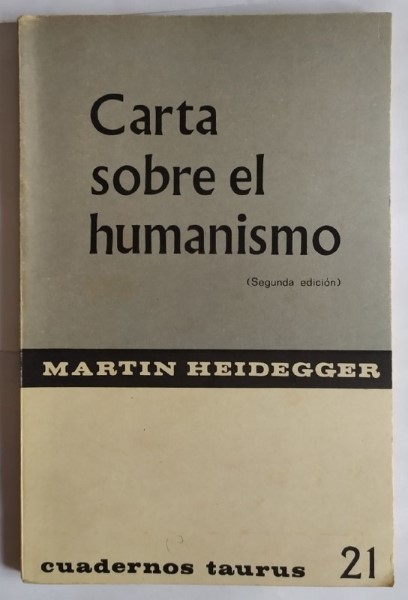 Carta
sobre el
humanismo
(Segunda edición)
MARTIN HEIDEGGER
cuadernos taurus 21